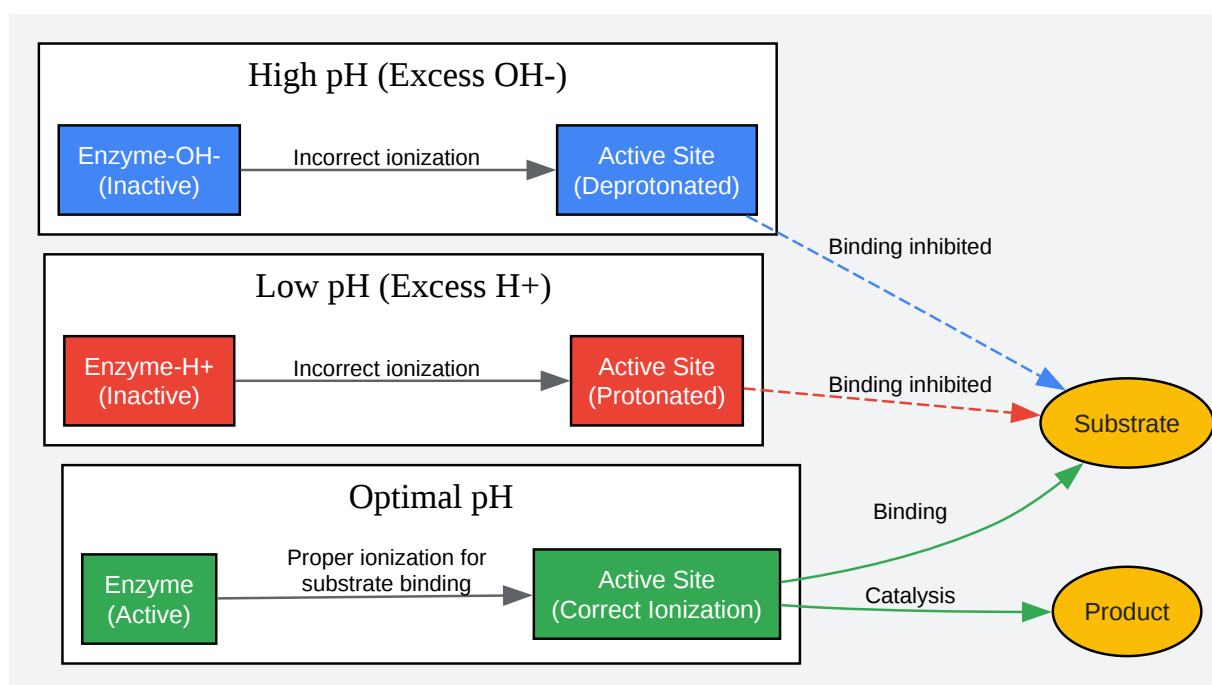 High pH (Excess OH-)
Enzyme-OH-
(Inactive)
Incorrect ionization
Active Site
(Deprotonated)
Binding inhibited
Low pH (Excess H+)
Enzyme-H+
(Inactive)
Incorrect ionization
Active Site
(Protonated)
Binding inhibited
Substrate
Optimal pH
Enzyme
(Active)
Proper ionization for
substrate binding
Active Site
(Correct Ionization)
Binding
Catalysis
Product